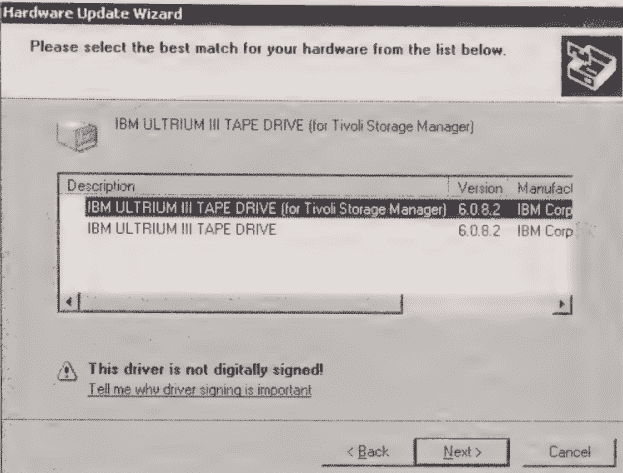 Hardware Update Wizard
Please select the best match for your hardware from the list below.
IBM ULTRIUM III TAPE DRIVE (for Tivoli Storage Manager)
Description Version Manufact
IBM ULTRIUM III TAPE DRIVE (for Tivoli Storage Manager) 6.0.8.2 IBM Corp
IBM ULTRIUM III TAPE DRIVE 6.0.8.2 IBM Corp
This driver is not digitally signed!
Tell me why driver signing is important
< Back Next > Cancel